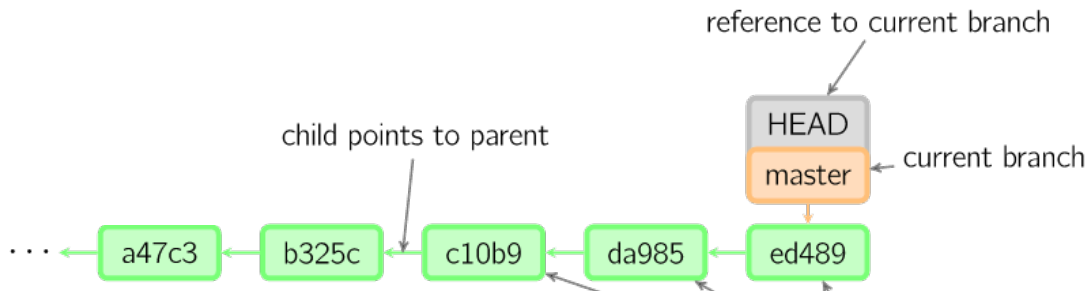 reference to current branch
HEAD
child points to parent
master
current branch
··· a47c3 b325c c10b9 da985 ed489